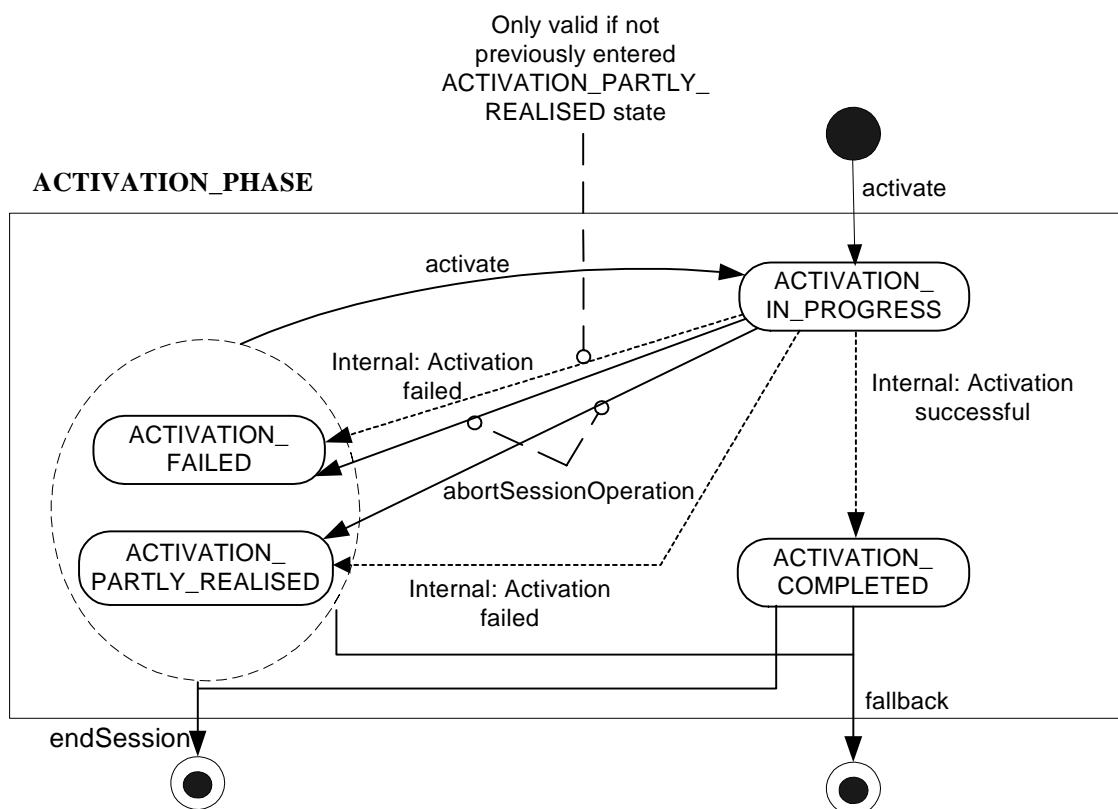 Only valid if not
previously entered
ACTIVATION_PARTLY_
REALISED state
ACTIVATION_PHASE
activate
activate
ACTIVATION_
IN_PROGRESS
Internal: Activation
failed
Internal: Activation
successful
ACTIVATION_
FAILED
abortSessionOperation
ACTIVATION_
PARTLY_REALISED
Internal: Activation
failed
ACTIVATION_
COMPLETED
fallback
endSession